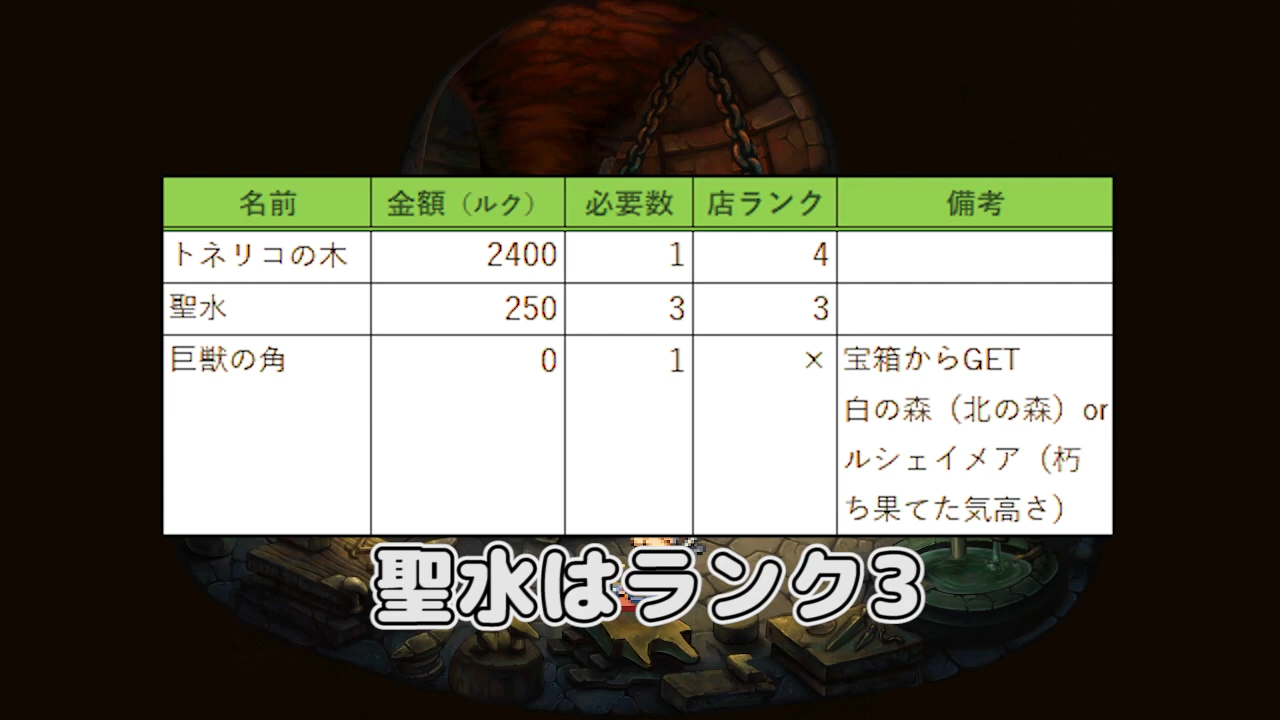 名前 金額（ルク） 必要数 店ランク 備考
トネリコの木 2400 1 4
聖水 250 3 3
巨獣の角 0 1 × 宝箱からGET
白の森（北の森）or
ルシェイメア（朽
ち果てた気高さ）
聖水はランク3